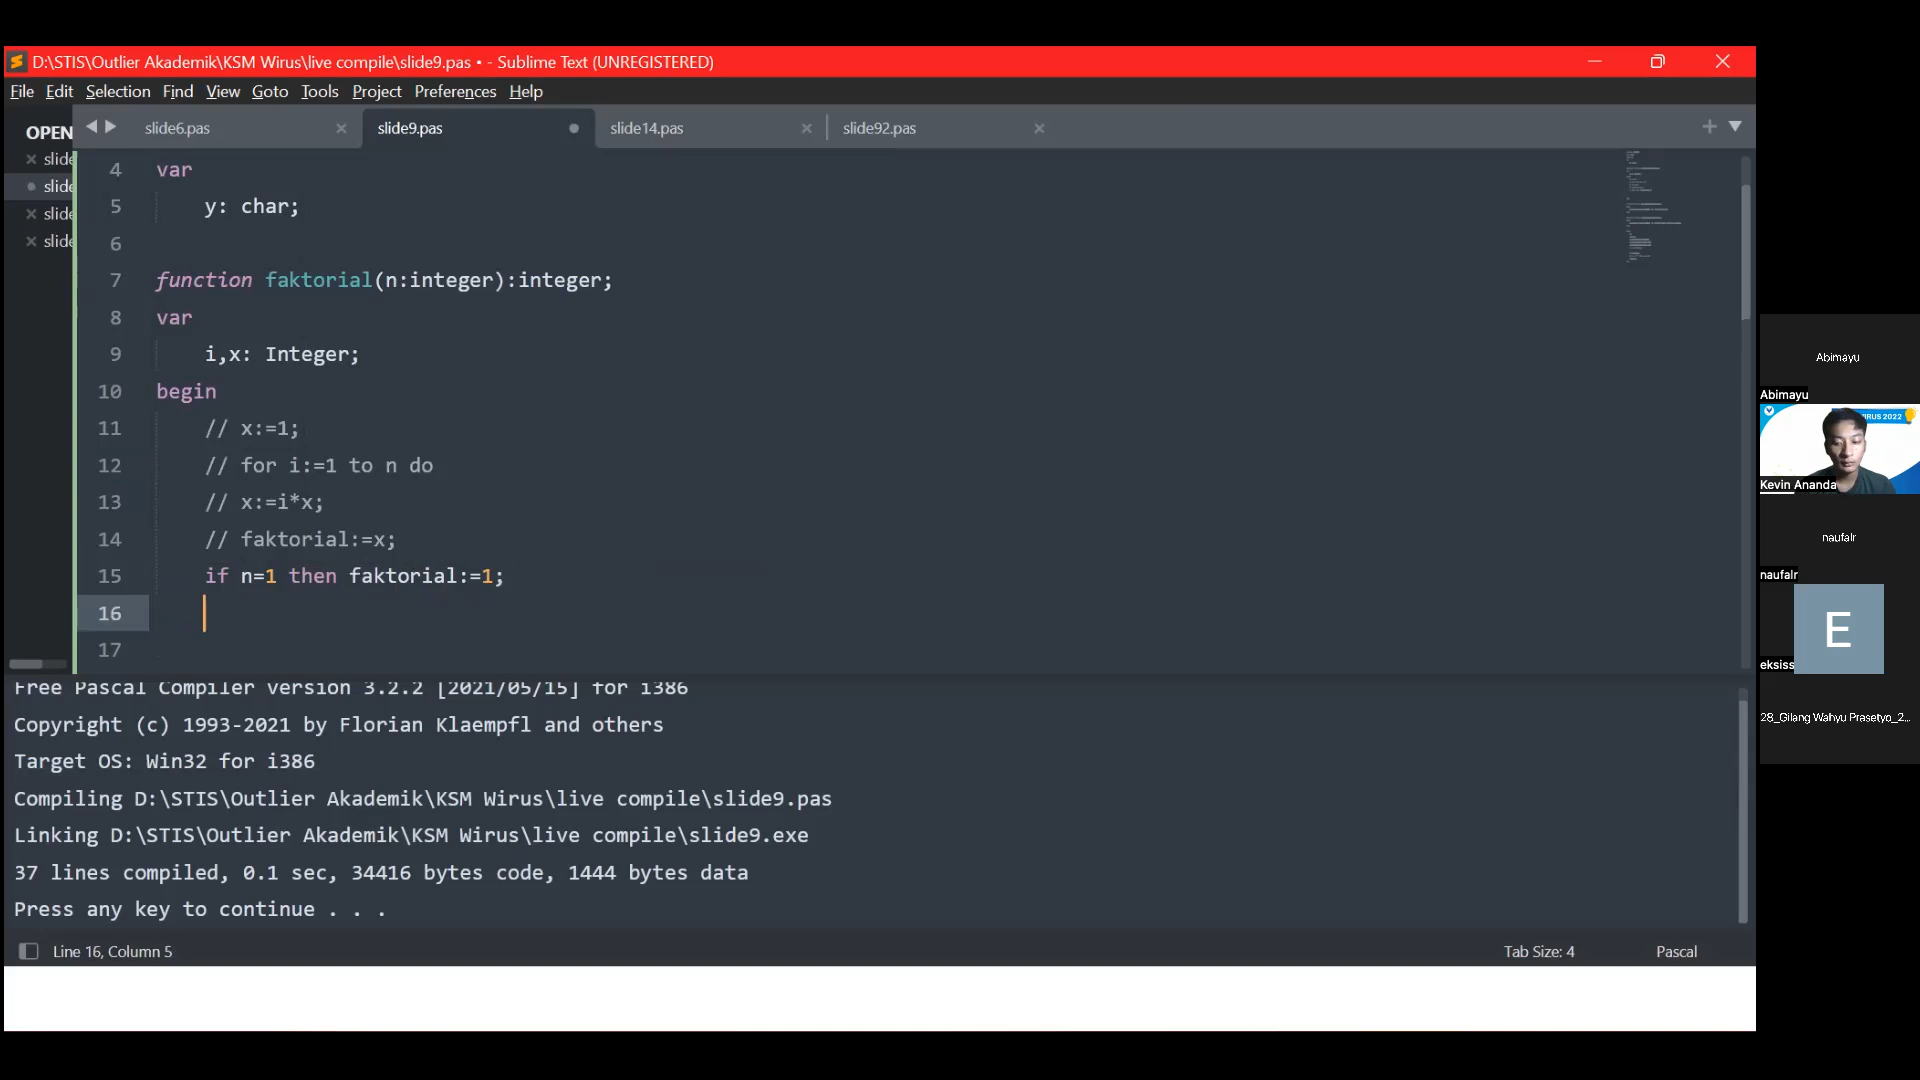 D:\STIS\Outlier Akademik\KSM Wirus\live compile\slide9.pas • - Sublime Text (UNREGISTERED)
File Edit Selection Find View Goto Tools Project Preferences Help
OPEN
slide6.pas
slide9.pas
slide14.pas
slide92.pas
slide
slide
slide
slide
4 var
5 y: char;
6
7 function faktorial(n:integer):integer;
8 var
9 i,x: Integer;
10 begin
11 // x:=1;
12 // for i:=1 to n do
13 // x:=i*x;
14 // faktorial:=x;
15 if n=1 then faktorial:=1;
16
17
Free Pascal Compiler version 3.2.2 [2021/05/15] for i386
Copyright (c) 1993-2021 by Florian Klaempfl and others
Target OS: Win32 for i386
Compiling D:\STIS\Outlier Akademik\KSM Wirus\live compile\slide9.pas
Linking D:\STIS\Outlier Akademik\KSM Wirus\live compile\slide9.exe
37 lines compiled, 0.1 sec, 34416 bytes code, 1444 bytes data
Press any key to continue . . .
Line 16, Column 5
Tab Size: 4
Pascal
Abimayu
Abimayu
IRUS 2022
Kevin Ananda
naufalr
naufalr
E
eksiss
28_Gilang Wahyu Prasetyo_2...